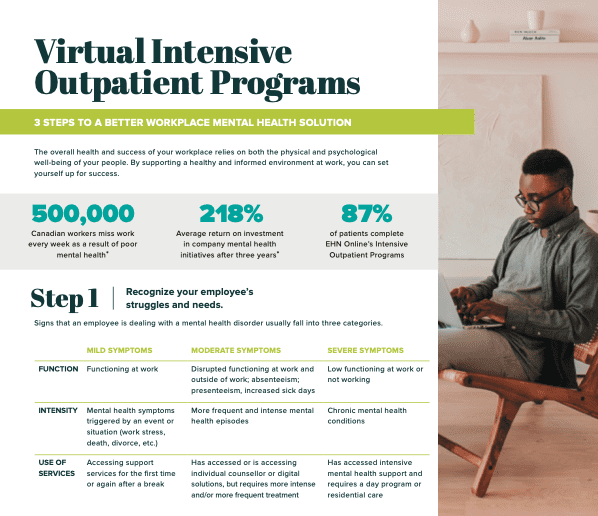 Virtual Intensive
Outpatient Programs
3 STEPS TO A BETTER WORKPLACE MENTAL HEALTH SOLUTION
The overall health and success of your workplace relies on both the physical and psychological
well-being of your people. By supporting a healthy and informed environment at work, you can set
yourself up for success.
500,000
Canadian workers miss work
every week as a result of poor
mental health*
218%
Average return on investment
in company mental health
initiatives after three years*
87%
of patients complete
EHN Online's Intensive
Outpatient Programs
Step 1
Recognize your employee's
struggles and needs.
Signs that an employee is dealing with a mental health disorder usually fall into three categories.
MILD SYMPTOMS
MODERATE SYMPTOMS
SEVERE SYMPTOMS
FUNCTION
Functioning at work
Disrupted functioning at work and
outside of work; absenteeism;
presenteeism, increased sick days
Low functioning at work or
not working
INTENSITY
Mental health symptoms
triggered by an event or
situation (work stress,
death, divorce, etc.)
More frequent and intense mental
health episodes
Chronic mental health
conditions
USE OF
SERVICES
Accessing support
services for the first time
or again after a break
Has accessed or is accessing
individual counsellor or digital
solutions, but requires more intense
and/or more frequent treatment
Has accessed intensive
mental health support and
requires a day program or
residential care